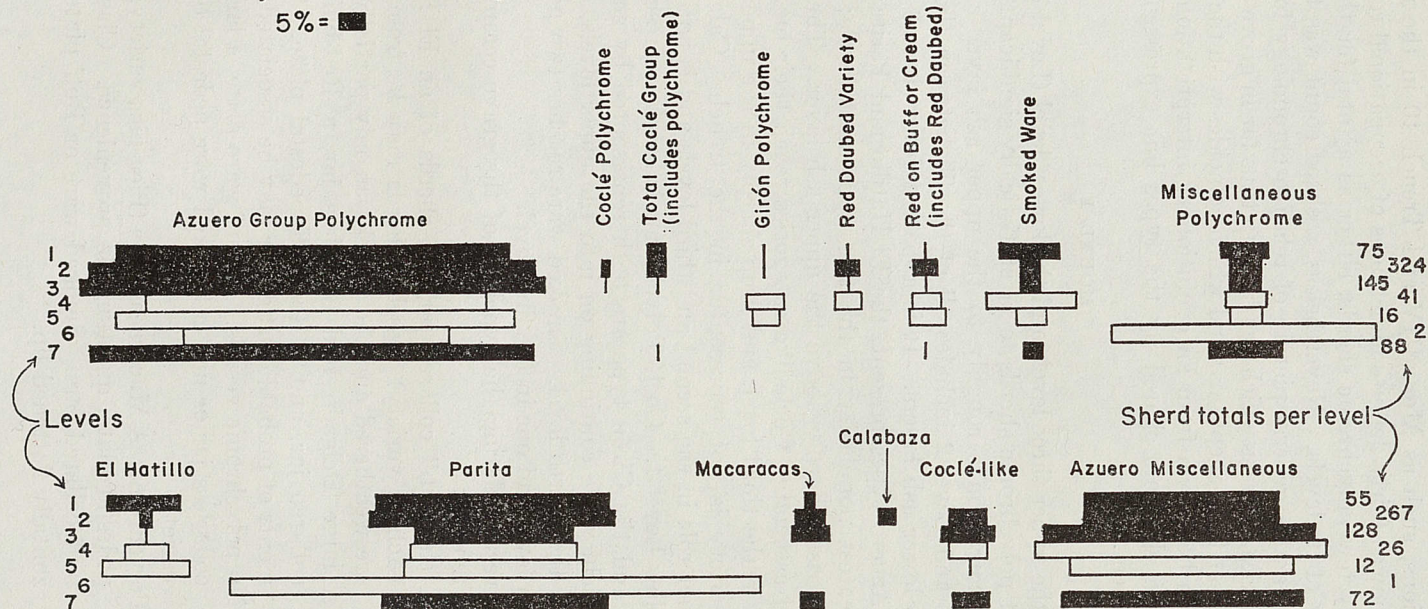 5%=
Coclé Polychrome
Total Coclé Group
(includes polychrome)
Girón Polychrome
Red Daubed Variety
Red on Buff or Cream
(includes Red Daubed)
Smoked Ware
Azuero Group Polychrome
Miscellaneous
Polychrome
1
2
3
4
5
6
7
75
324
145
41
16
2
88
Levels
Sherd totals per level
El Hatillo
Parita
Macaracas
Calabaza
Coclé-like
Azuero Miscellaneous
1
2
3
4
5
6
7
55
267
128
26
12
1
72